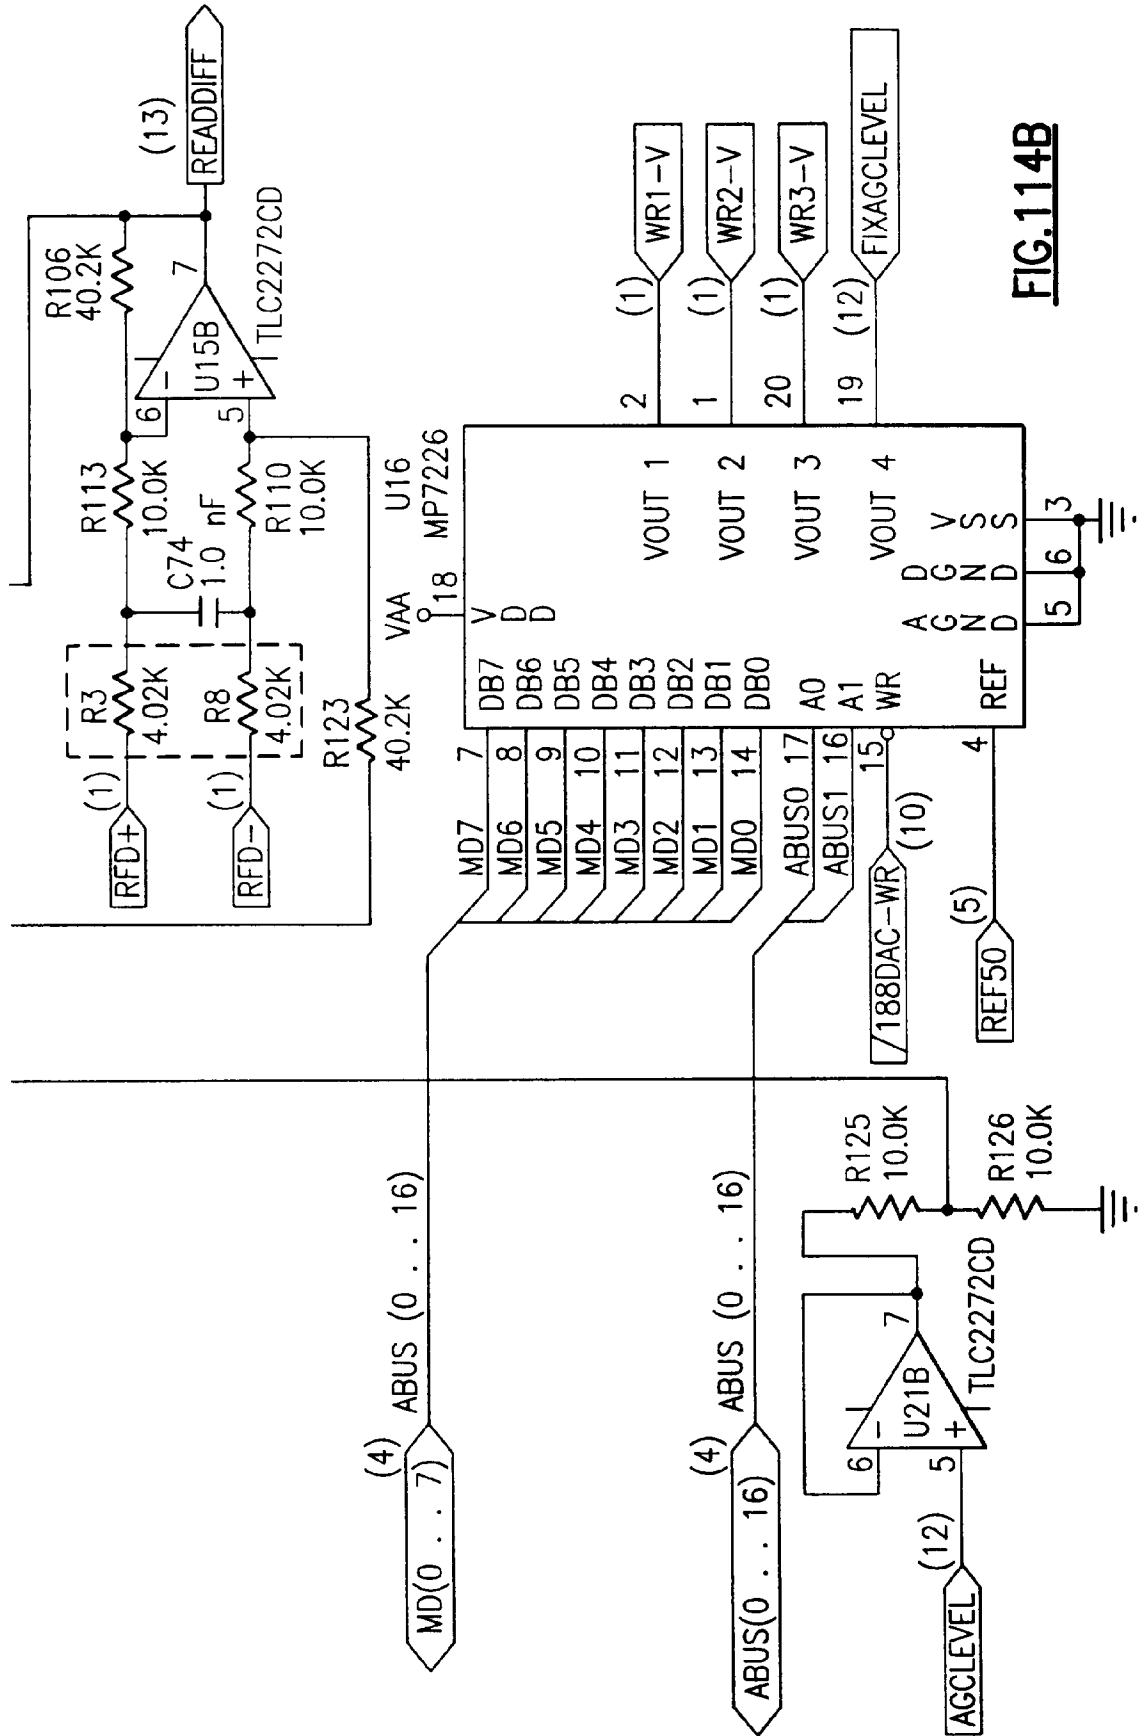 RFD+
(1)
R3
4.02K
C74
1.0 nF
R113
10.0K
R106
40.2K
6
-
U15B
7
+
5
TLC2272CD
(13)
READDIFF
RFD-
(1)
R8
4.02K
R110
10.0K
R123
40.2K
MD(0 . . 7)
(4)
ABUS (0 . . 16)
MD7 7 DB7
MD6 8 DB6
MD5 9 DB5
MD4 10 DB4
MD3 11 DB3
MD2 12 DB2
MD1 13 DB1
MD0 14 DB0
ABUS(0 . . 16)
(4)
ABUS (0 . . 16)
ABUS0 17 A0
ABUS1 16 A1
/188DAC-WR
(10)
15 WR
REF50
(5)
4 REF
VAA
18
VDD
U16
MP7226
VOUT 1 2 (1) WR1-V
VOUT 2 1 (1) WR2-V
VOUT 3 20 (1) WR3-V
VOUT 4 19 (12) FIXAGCLEVEL
AGND DGND VSS
5 6 3
AGCLEVEL
(12)
6
-
U21B
7
+
5
TLC2272CD
R125
10.0K
R126
10.0K
FIG.114B